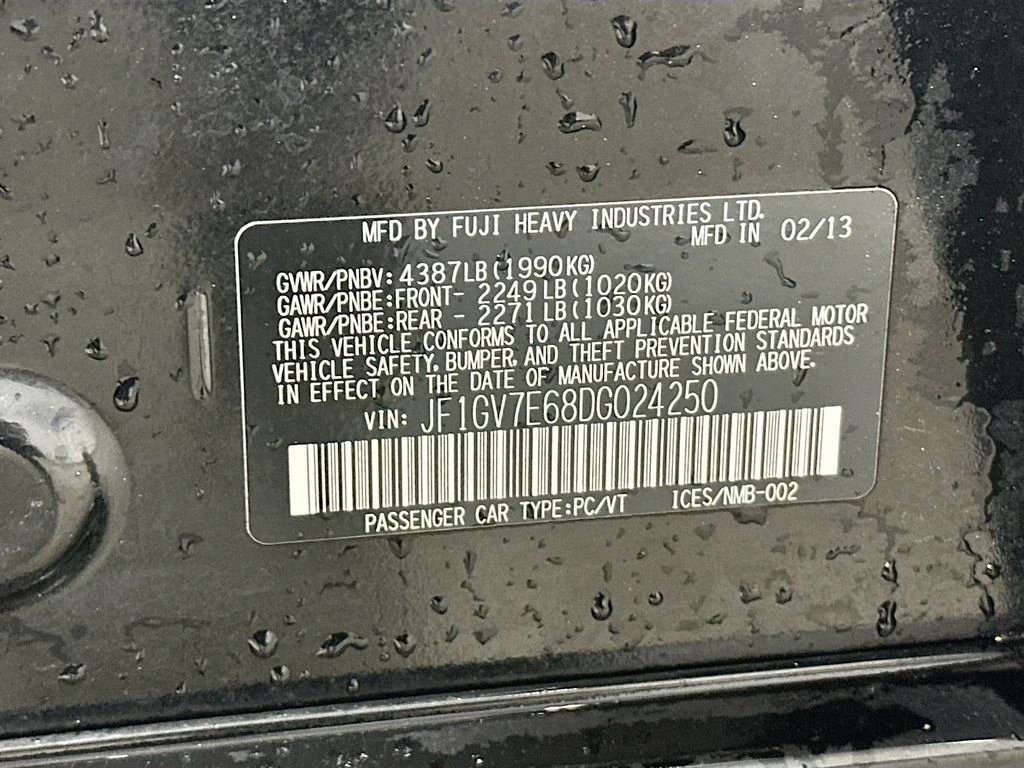 MFD BY FUJI HEAVY INDUSTRIES LTD.
MFD IN 02/13
GVWR/PNBV: 4387LB(1990KG)
GAWR/PNBE:FRONT- 2249LB(1020KG)
GAWR/PNBE:REAR - 2271LB(1030KG)
THIS VEHICLE CONFORMS TO ALL APPLICABLE FEDERAL MOTOR
VEHICLE SAFETY, BUMPER, AND THEFT PREVENTION STANDARDS
IN EFFECT ON THE DATE OF MANUFACTURE SHOWN ABOVE.
VIN: JF1GV7E68DG024250
PASSENGER CAR TYPE:PC/VT ICES/NMB-002